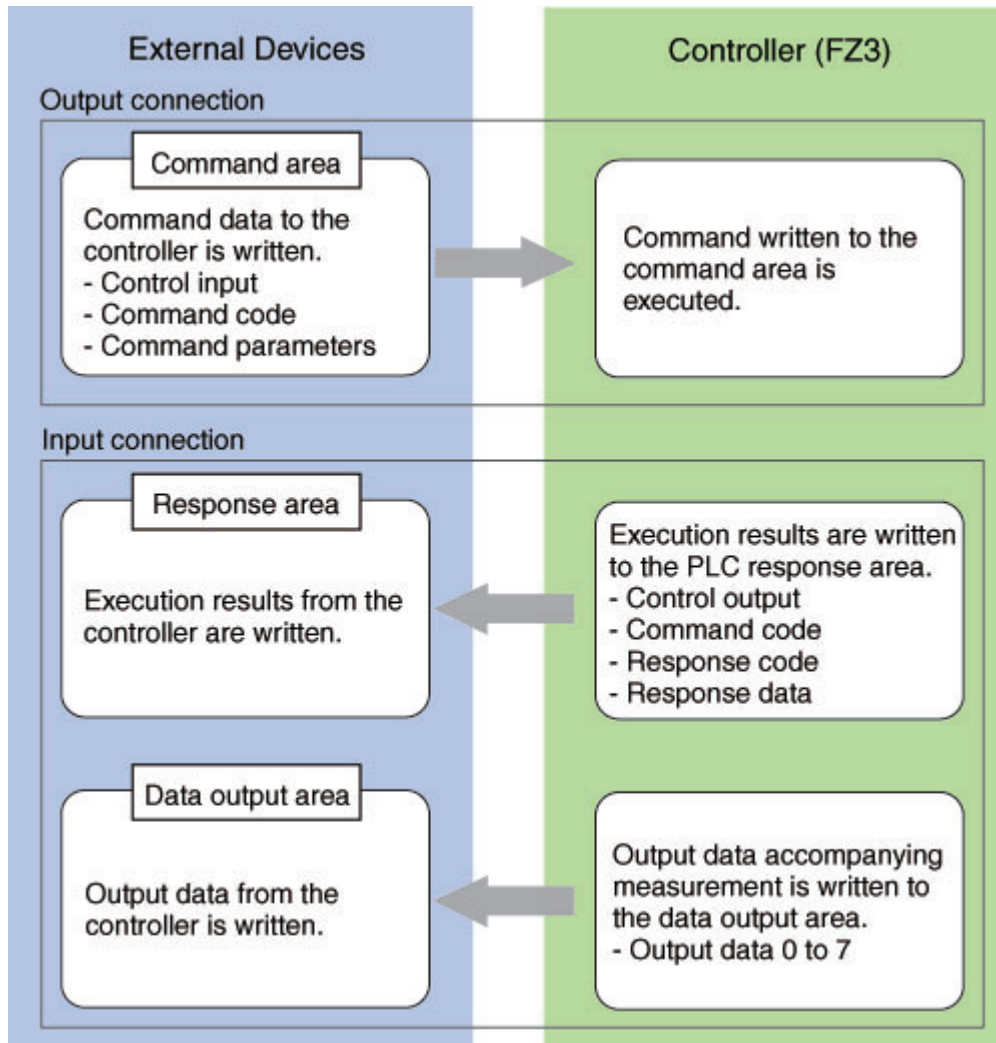 External Devices
Controller (FZ3)
Output connection
Command area
Command data to the
controller is written.
- Control input
- Command code
- Command parameters
Command written to the
command area is
executed.
Input connection
Response area
Execution results from the
controller are written.
Execution results are written
to the PLC response area.
- Control output
- Command code
- Response code
- Response data
Data output area
Output data from the
controller is written.
Output data accompanying
measurement is written to
the data output area.
- Output data 0 to 7